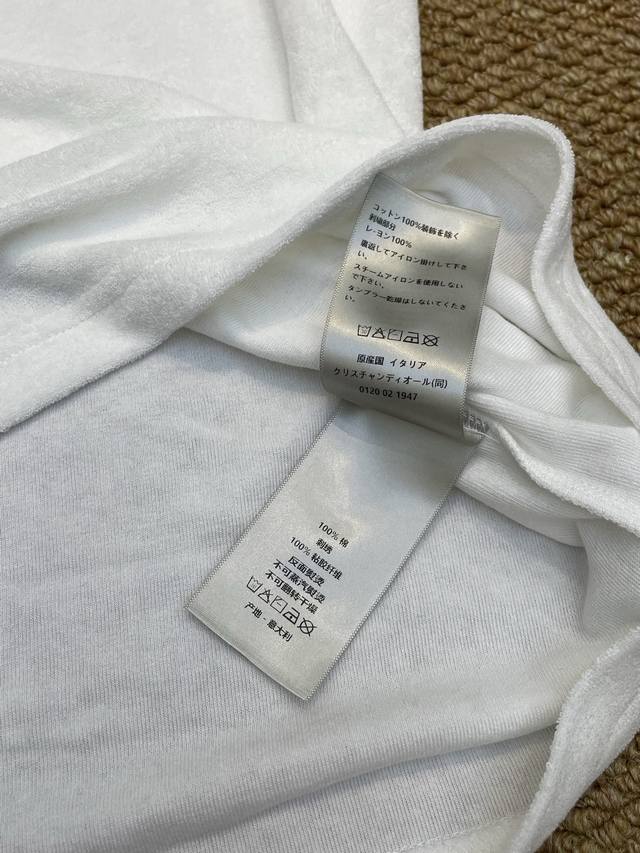 コットン100%装飾を除く
刺繍部分
レーヨン100%
裏返してアイロン掛けして下さ
い。
スチームアイロンを使用しない
で下さい。
タンブラー乾燥はしないでくださ
い。
原産国 イタリア
クリスチャンディオール(同)
0120 02 1947
100% 棉
刺绣
100% 粘胶纤维
反面熨烫
不可蒸汽熨烫
不可翻转干燥
产地 - 意大利